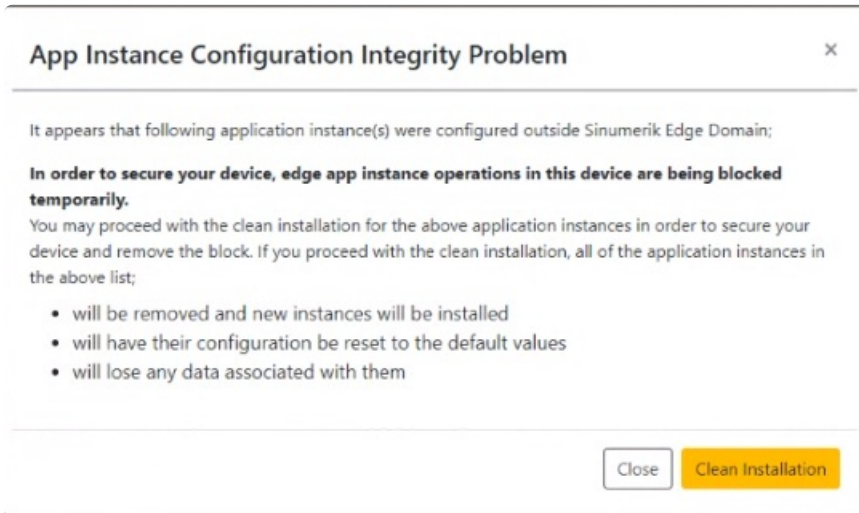 App Instance Configuration Integrity Problem ×
It appears that following application instance(s) were configured outside Sinumerik Edge Domain;
In order to secure your device, edge app instance operations in this device are being blocked
temporarily.
You may proceed with the clean installation for the above application instances in order to secure your
device and remove the block. If you proceed with the clean installation, all of the application instances in
the above list;
• will be removed and new instances will be installed
• will have their configuration be reset to the default values
• will lose any data associated with them
Close Clean Installation